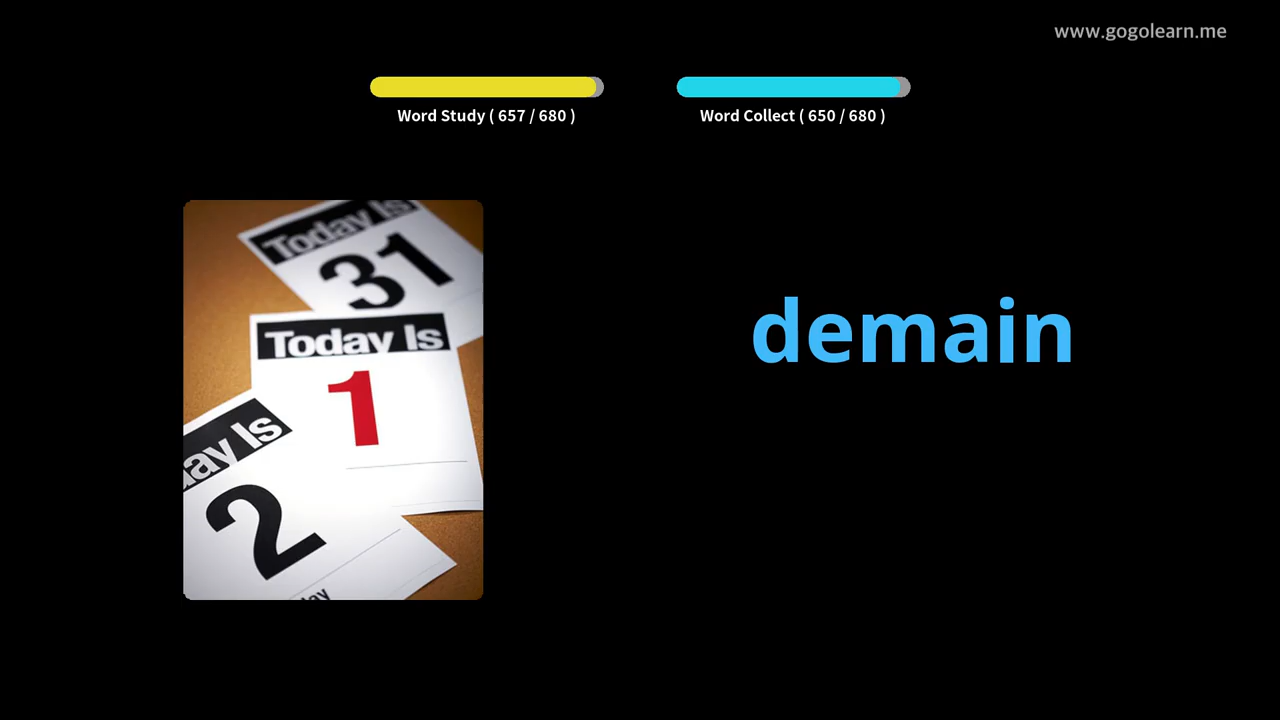 www.gogolearn.me
Word Study ( 657 / 680 )
Word Collect ( 650 / 680 )
Today Is
31
Today Is
1
ay Is
2
demain